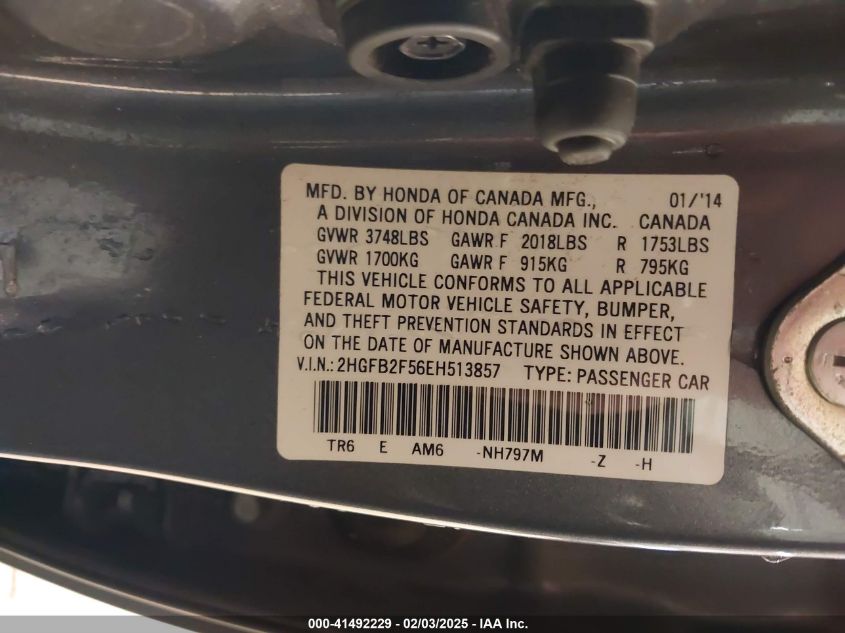 MFD. BY HONDA OF CANADA MFG., 01/'14
A DIVISION OF HONDA CANADA INC. CANADA
GVWR 3748LBS GAWR F 2018LBS R 1753LBS
GVWR 1700KG GAWR F 915KG R 795KG
THIS VEHICLE CONFORMS TO ALL APPLICABLE
FEDERAL MOTOR VEHICLE SAFETY, BUMPER,
AND THEFT PREVENTION STANDARDS IN EFFECT
ON THE DATE OF MANUFACTURE SHOWN ABOVE.
V.I.N.: 2HGFB2F56EH513857 TYPE: PASSENGER CAR
TR6 E AM6 -NH797M -Z -H
000-41492229 — 02/03/2025 — IAA Inc.